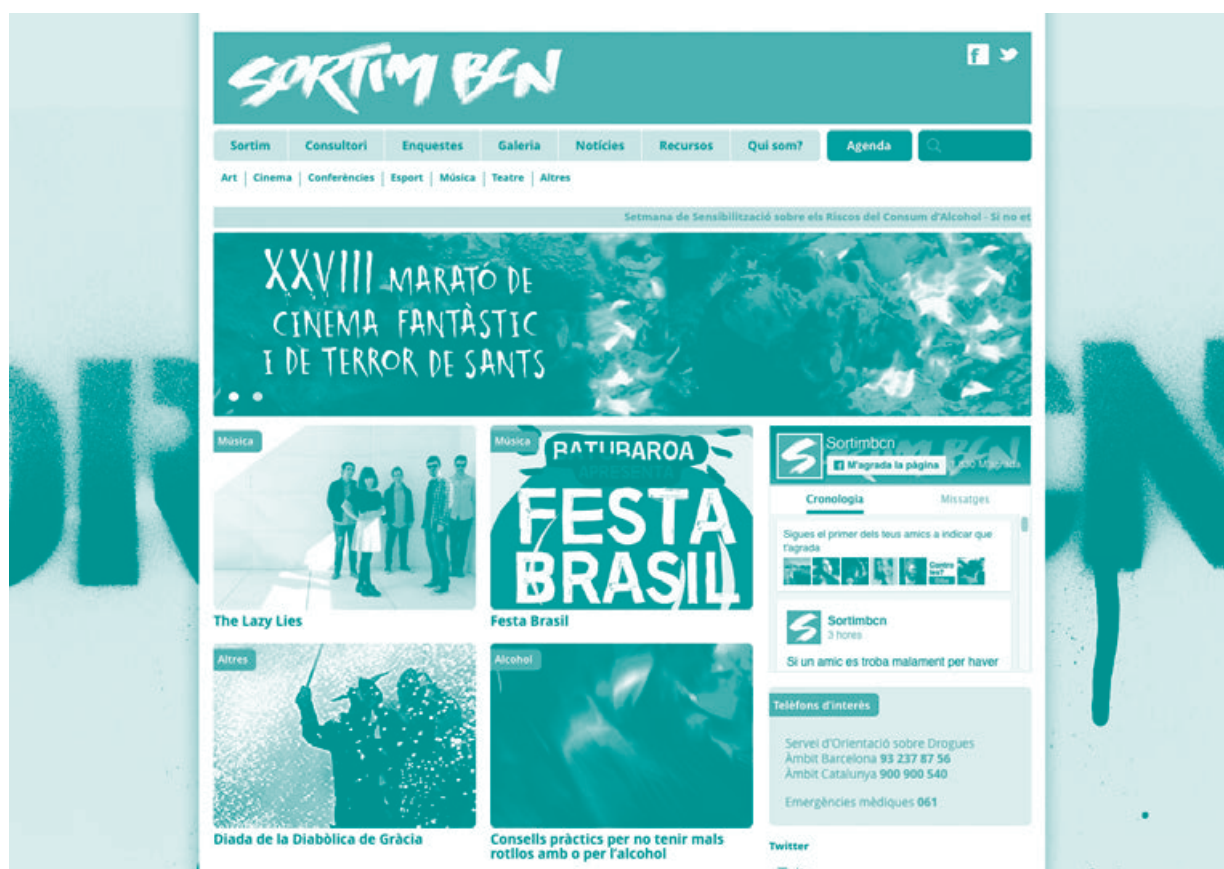 SORTIM BCN
Sortim Consultori Enquestes Galeria Notícies Recursos Qui som? Agenda
Art | Cinema | Conferències | Esport | Música | Teatre | Altres
Setmana de Sensibilització sobre els Riscos del Consum d'Alcohol - Si no et
XXVIII MARATÓ DE
CINEMA FANTÀSTIC
I DE TERROR DE SANTS
Música
The Lazy Lies
Música
BATUBAROA
APRESENTA
FESTA
BRASIL
Festa Brasil
Altres
Diada de la Diabòlica de Gràcia
Alcohol
Consells pràctics per no tenir mals
rotllos amb o per l'alcohol
Sortimbcn
M'agrada la pàgina
M'agrada
Cronologia Missatges
Sigues el primer dels teus amics a indicar que
t'agrada
Sortimbcn
3 hores
Si un amic es troba malament per haver
Telèfons d'interès
Servei d'Orientació sobre Drogues
Àmbit Barcelona 93 237 87 56
Àmbit Catalunya 900 900 540
Emergències mèdiques 061
Twitter